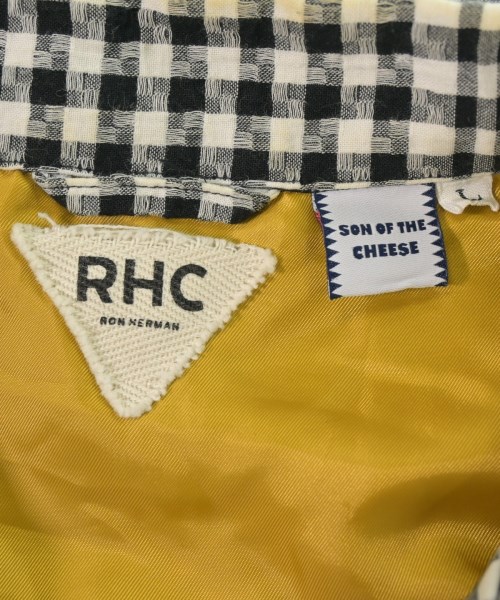 RHC
RON HERMAN
SON OF THE
CHEESE
L